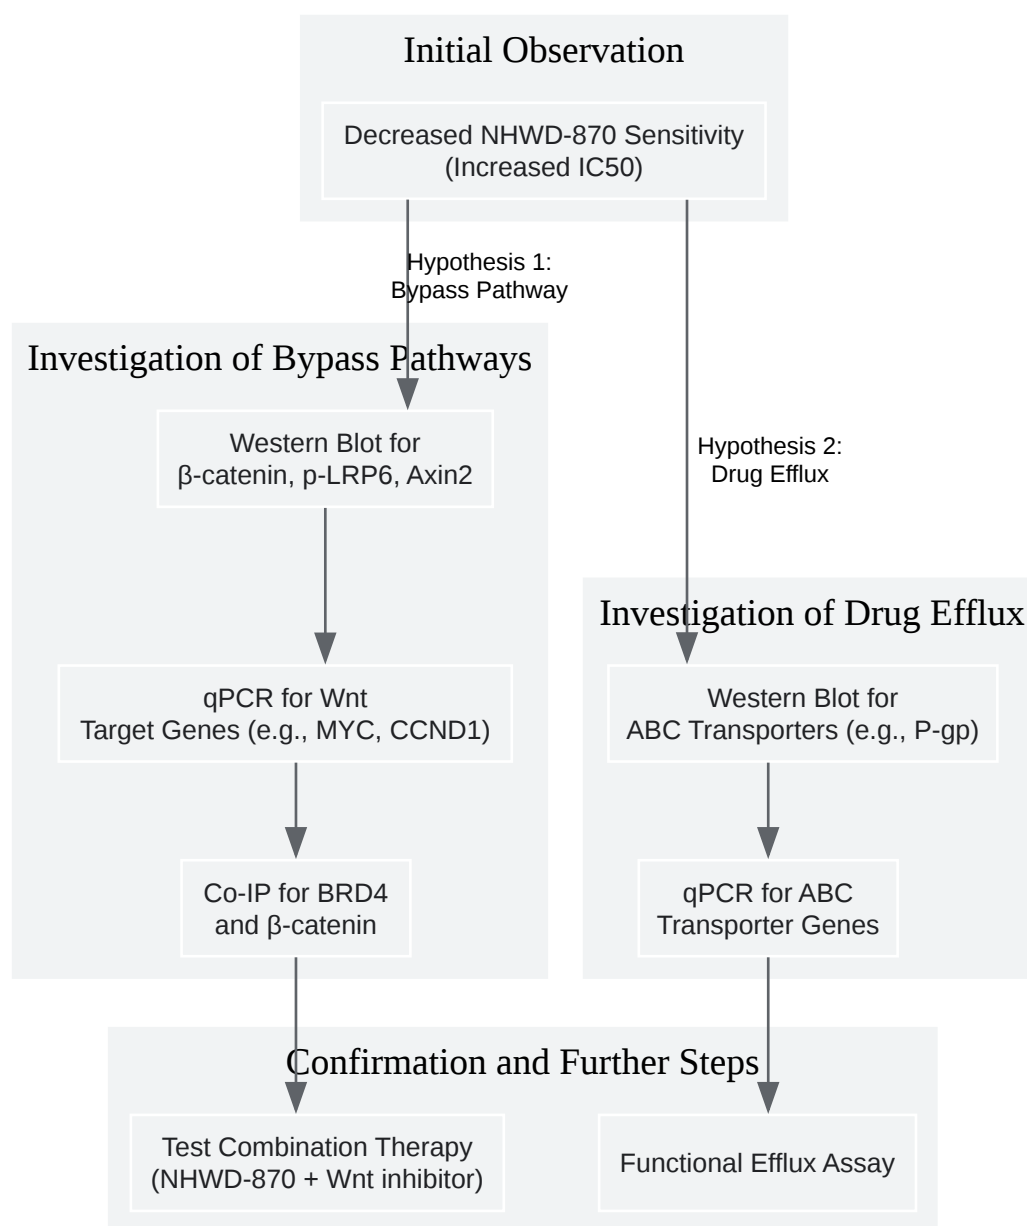 Initial Observation
Decreased NHWD-870 Sensitivity
(Increased IC50)
Hypothesis 1:
Bypass Pathway
Investigation of Bypass Pathways
Western Blot for
β-catenin, p-LRP6, Axin2
qPCR for Wnt
Target Genes (e.g., MYC, CCND1)
Co-IP for BRD4
and β-catenin
Hypothesis 2:
Drug Efflux
Investigation of Drug Efflux
Western Blot for
ABC Transporters (e.g., P-gp)
qPCR for ABC
Transporter Genes
Confirmation and Further Steps
Test Combination Therapy
(NHWD-870 + Wnt inhibitor)
Functional Efflux Assay